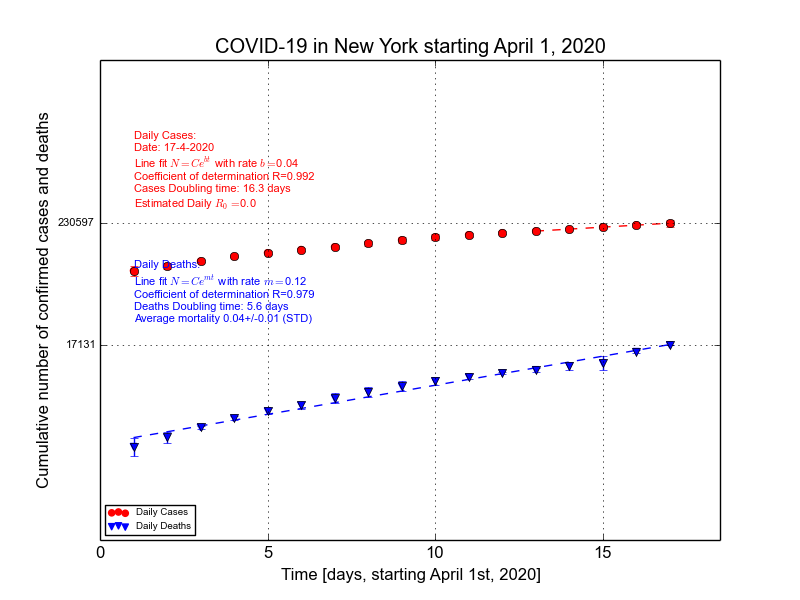 COVID-19 in New York starting April 1, 2020
Cumulative number of confirmed cases and deaths
Daily Cases:
Date: 17-4-2020
Line fit N=Ce^{bt} with rate b=0.04
Coefficient of determination R=0.992
Cases Doubling time: 16.3 days
Estimated Daily R_0=0.0
230597
Daily Deaths:
Line fit N=Ce^{mt} with rate m=0.12
Coefficient of determination R=0.979
Deaths Doubling time: 5.6 days
Average mortality 0.04+/-0.01 (STD)
17131
Daily Cases
Daily Deaths
0 5 10 15
Time [days, starting April 1st, 2020]